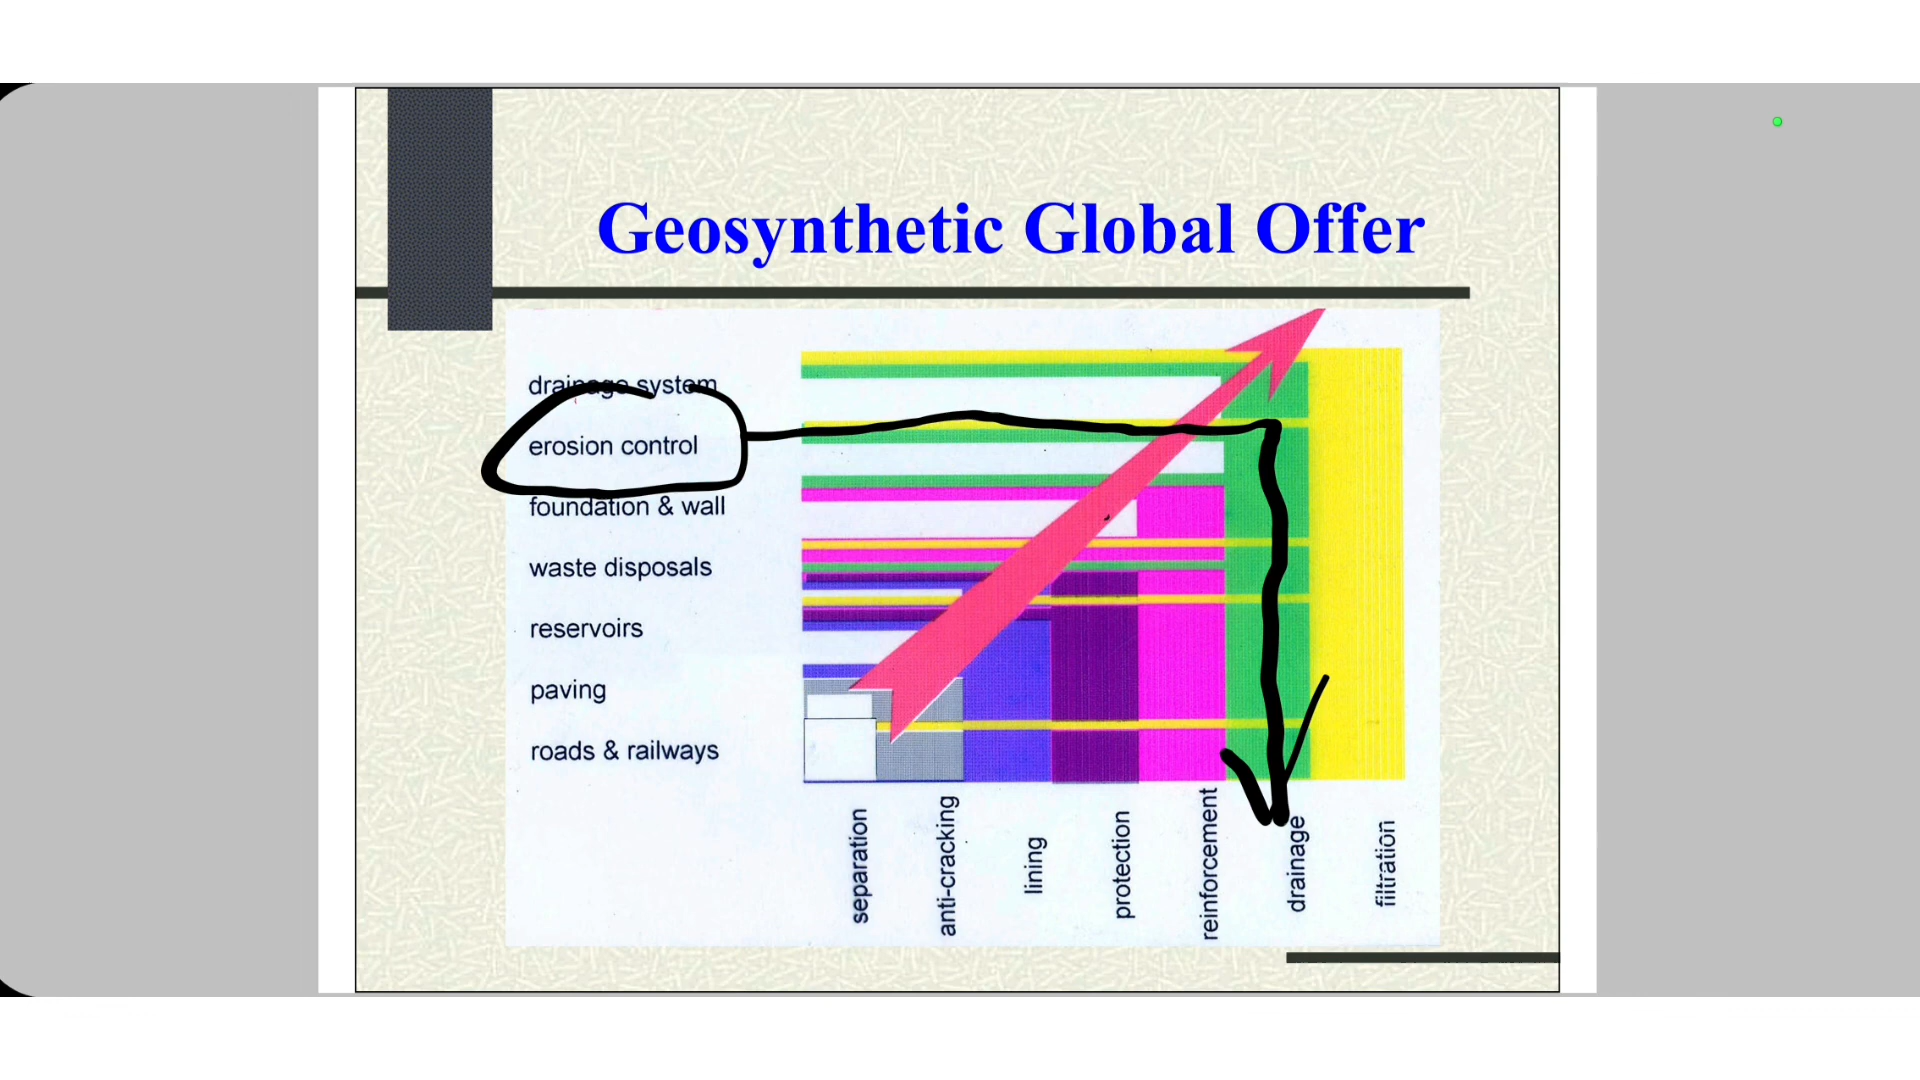 Geosynthetic Global Offer
drainage system
erosion control
foundation & wall
waste disposals
reservoirs
paving
roads & railways
separation
anti-cracking
lining
protection
reinforcement
drainage
filtration